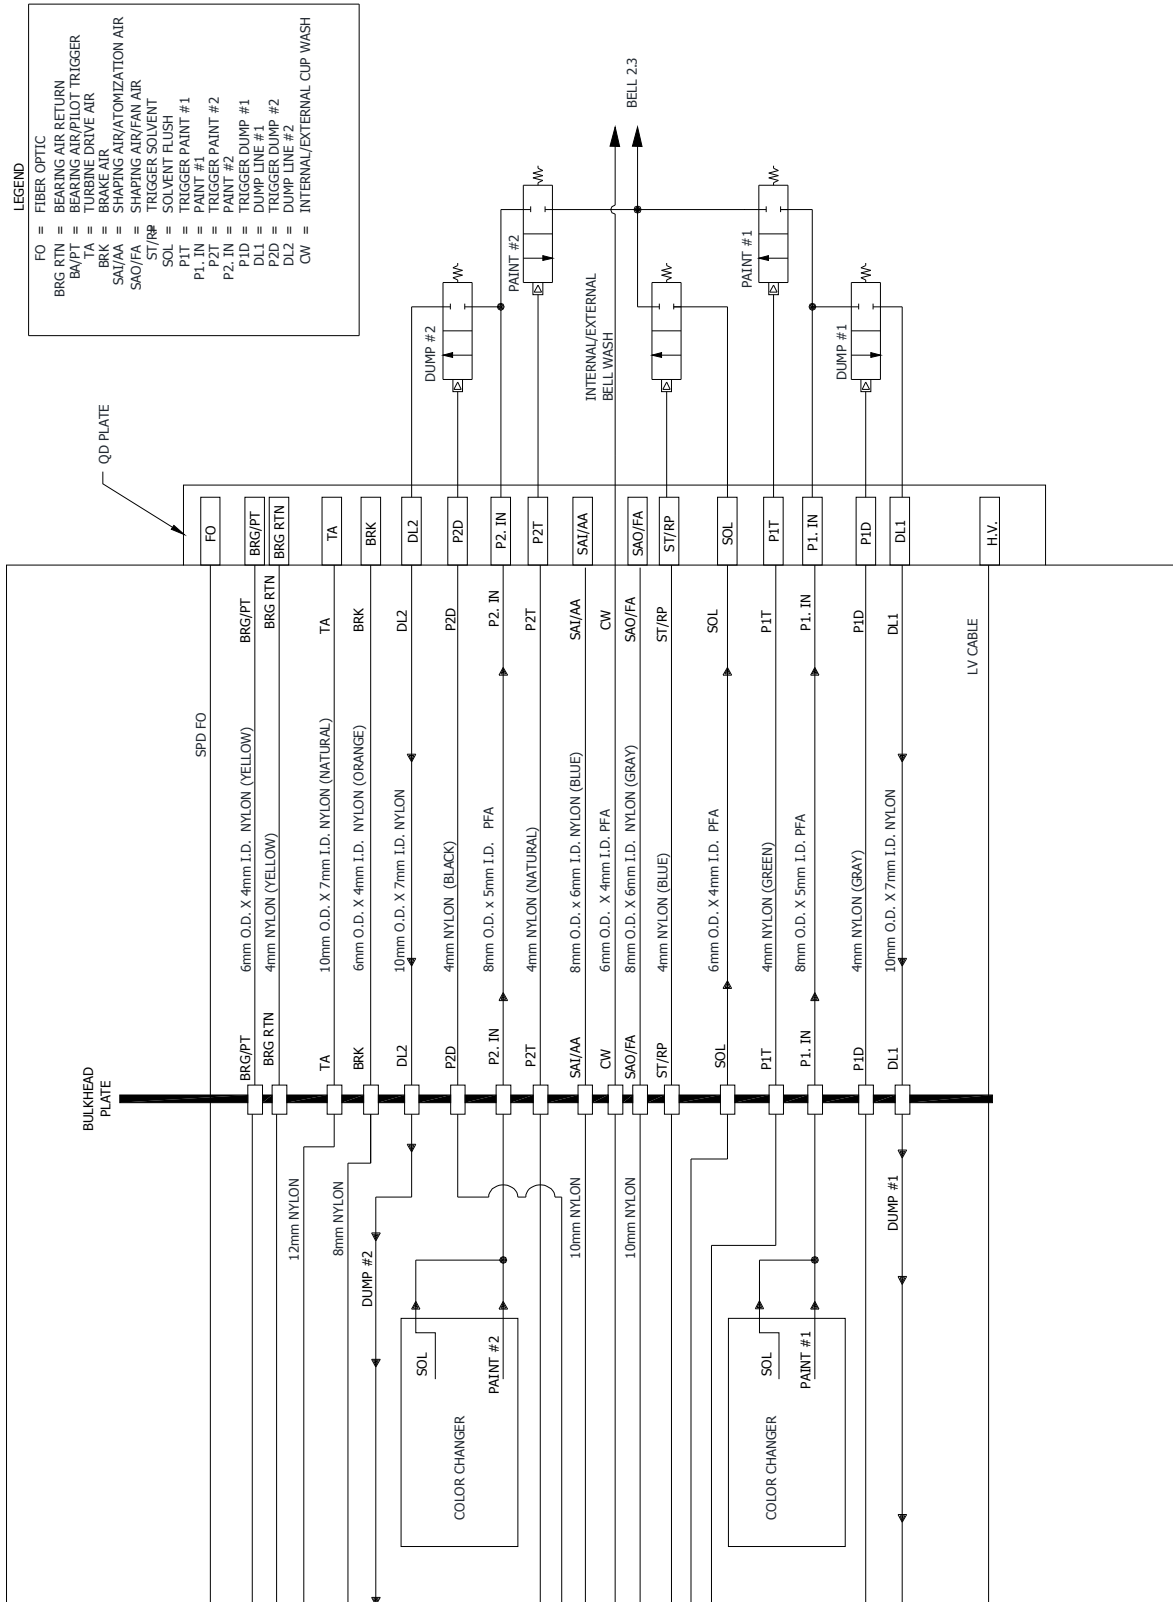 LEGEND
FO = FIBER OPTIC
BRG RTN = BEARING AIR RETURN
BA/PT = BEARING AIR/PILOT TRIGGER
TA = TURBINE DRIVE AIR
BRK = BRAKE AIR
SAI/AA = SHAPING AIR/ATOMIZATION AIR
SAO/FA = SHAPING AIR/FAN AIR
ST/RP = TRIGGER SOLVENT
SOL = SOLVENT FLUSH
P1T = TRIGGER PAINT #1
P1. IN = PAINT #1
P2T = TRIGGER PAINT #2
P2. IN = PAINT #2
P1D = TRIGGER DUMP #1
DL1 = DUMP LINE #1
P2D = TRIGGER DUMP #2
DL2 = DUMP LINE #2
CW = INTERNAL/EXTERNAL CUP WASH
BELL 2.3
PAINT #2
PAINT #1
DUMP #2
INTERNAL/EXTERNAL
BELL WASH
DUMP #1
QD PLATE
FO
BRG/PT
BRG RTN
TA
BRK
DL2
P2D
P2. IN
P2T
SAI/AA
SAO/FA
ST/RP
SOL
P1T
P1. IN
P1D
DL1
H.V.
BRG/PT
BRG RTN
TA
BRK
DL2
P2D
P2. IN
P2T
SAI/AA
CW
SAO/FA
ST/RP
SOL
P1T
P1. IN
P1D
DL1
LV CABLE
SPD FO
6mm O.D. X 4mm I.D. NYLON (YELLOW)
4mm NYLON (YELLOW)
10mm O.D. X 7mm I.D. NYLON (NATURAL)
6mm O.D. X 4mm I.D. NYLON (ORANGE)
10mm O.D. X 7mm I.D. NYLON
4mm NYLON (BLACK)
8mm O.D. x 5mm I.D. PFA
4mm NYLON (NATURAL)
8mm O.D. x 6mm I.D. NYLON (BLUE)
6mm O.D. X 4mm I.D. PFA
8mm O.D. X 6mm I.D. NYLON (GRAY)
4mm NYLON (BLUE)
6mm O.D. X 4mm I.D. PFA
4mm NYLON (GREEN)
8mm O.D. X 5mm I.D. PFA
4mm NYLON (GRAY)
10mm O.D. X 7mm I.D. NYLON
BRG/PT
BRG RTN
TA
BRK
DL2
P2D
P2. IN
P2T
SAI/AA
CW
SAO/FA
ST/RP
SOL
P1T
P1. IN
P1D
DL1
BULKHEAD
PLATE
12mm NYLON
8mm NYLON
DUMP #2
10mm NYLON
10mm NYLON
DUMP #1
SOL
PAINT #2
COLOR CHANGER
SOL
PAINT #1
COLOR CHANGER